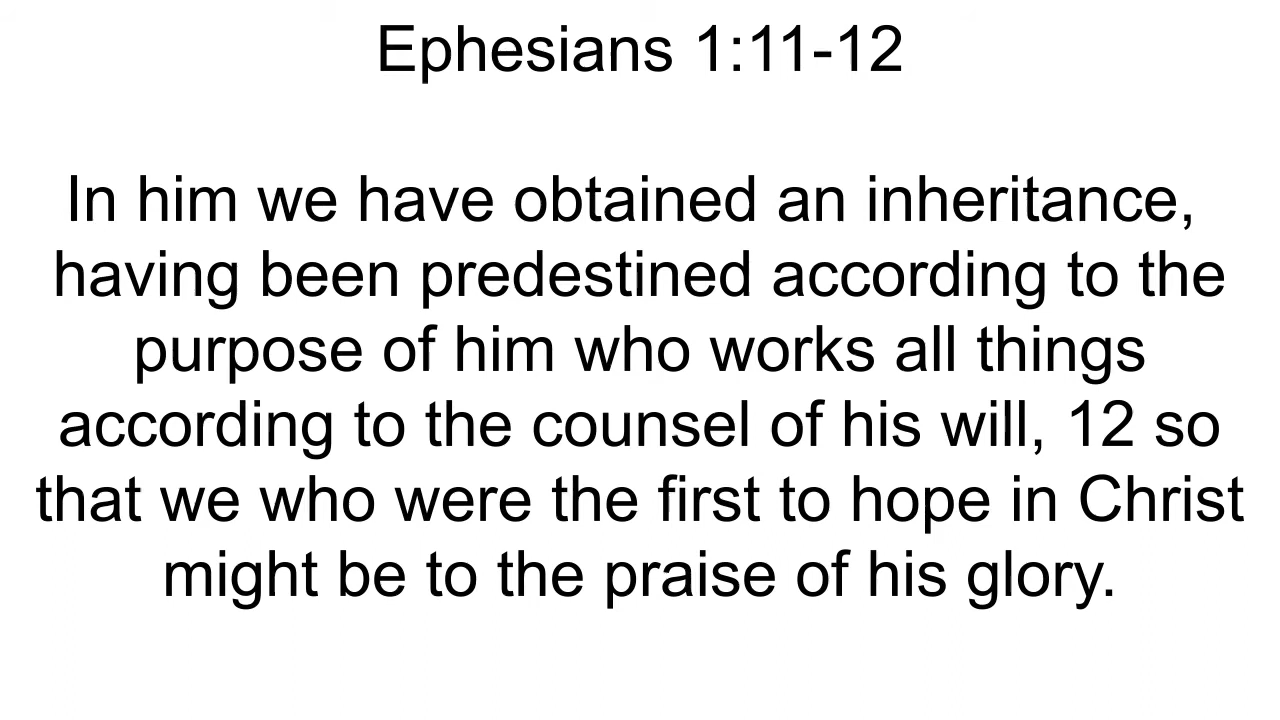 Ephesians 1:11-12
In him we have obtained an inheritance,
having been predestined according to the
purpose of him who works all things
according to the counsel of his will, 12 so
that we who were the first to hope in Christ
might be to the praise of his glory.